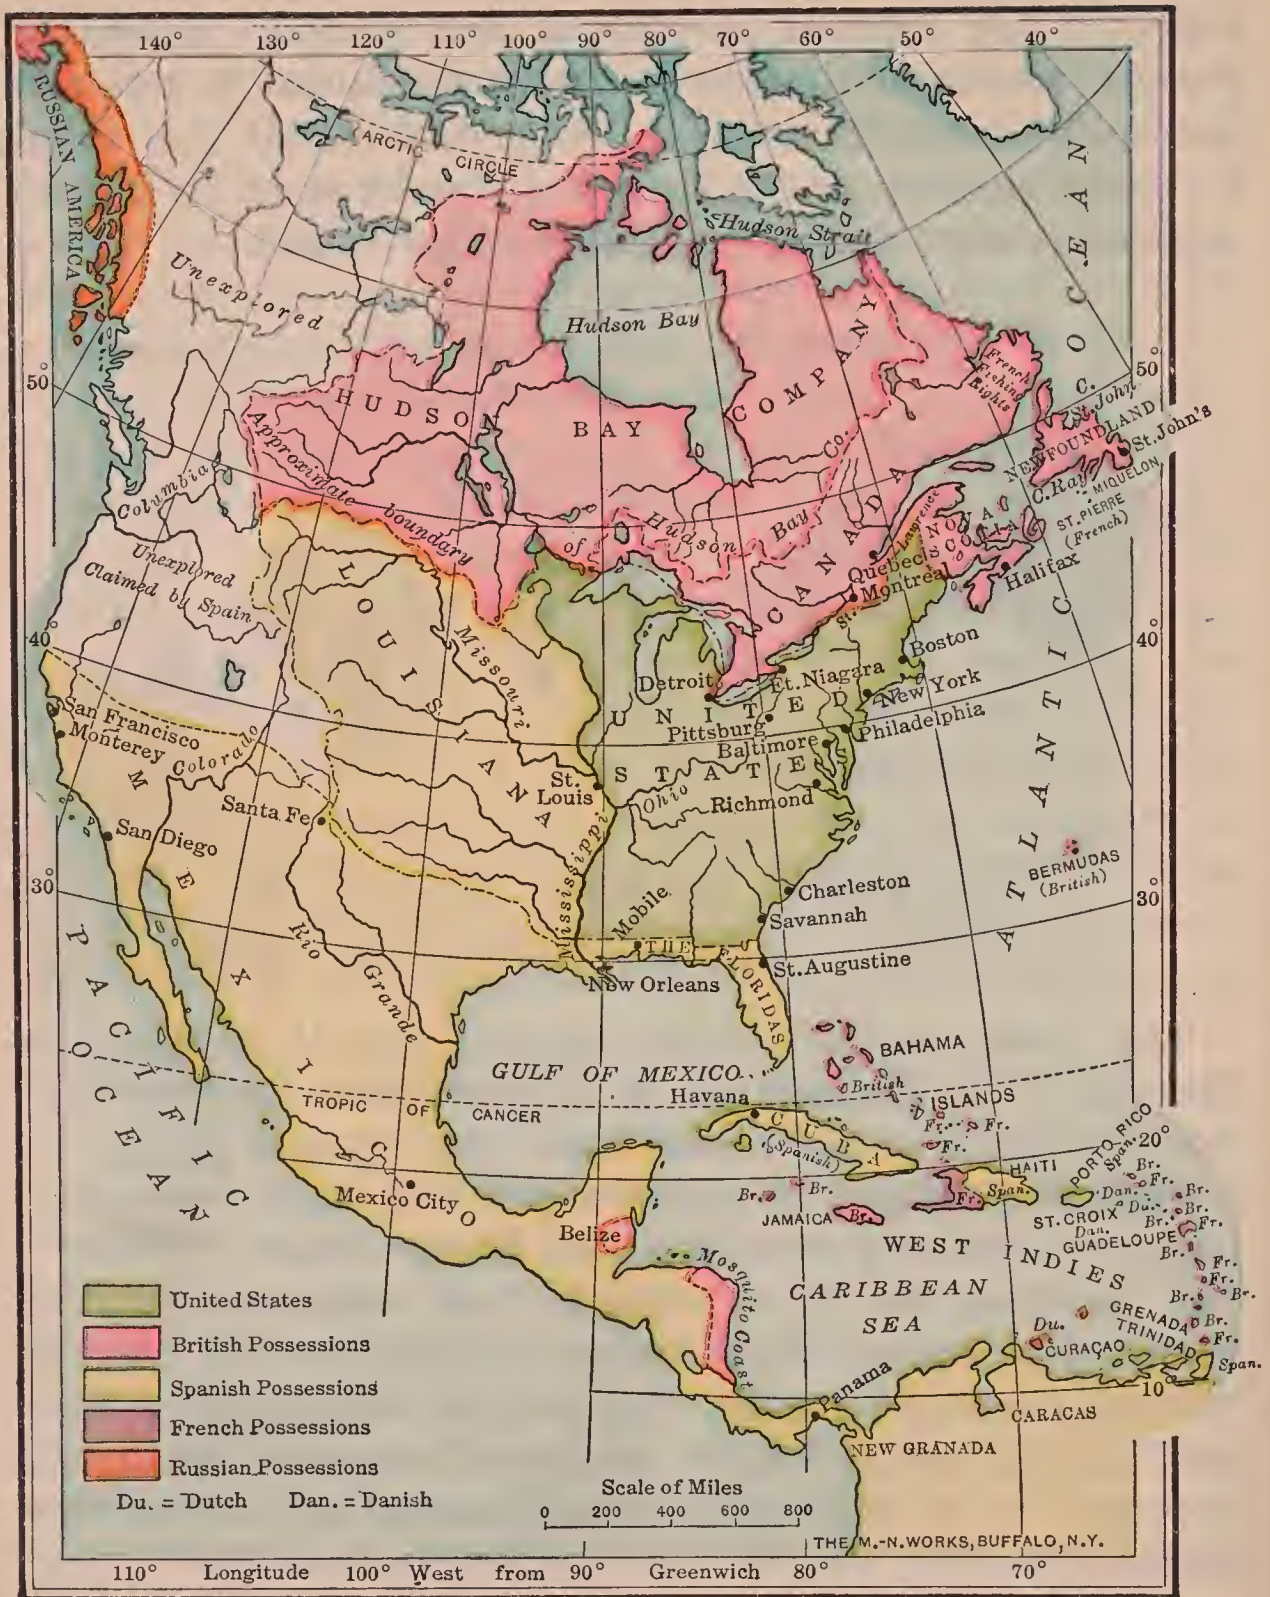 140° 130° 120° 110° 100° 90° 80° 70° 60° 50° 40°
RUSSIAN AMERICA
ARCTIC CIRCLE
Hudson Strait
Unexplored
Hudson Bay
ATLANTIC OCEAN
50°
50°
French Fishing Rights
HUDSON BAY COMPANY
C. St. John
NEWFOUNDLAND
St. John's
C. Ray
MIQUELON
ST. PIERRE
(French)
Approximate boundary of Hudson Bay Co.
Columbia
CANADA
St. Lawrence
NOVA SCOTIA
Quebec
Montreal
Halifax
Unexplored
Claimed by Spain
LOUISIANA
Missouri
40°
40°
Boston
Detroit
Ft. Niagara
New York
UNITED STATES
Pittsburg
Philadelphia
Baltimore
San Francisco
Monterey
Colorado
St. Louis
Ohio
Richmond
Santa Fe
San Diego
Mississippi
BERMUDAS
(British)
30°
30°
Charleston
Savannah
Mobile
THE FLORIDAS
St. Augustine
New Orleans
PACIFIC OCEAN
MEXICO
Rio Grande
GULF OF MEXICO
BAHAMA ISLANDS
British
TROPIC OF CANCER
Havana
CUBA
(Spanish)
Fr. Fr.
Fr.
20°
HAITI
Fr. Span.
PORTO RICO
Span.
Br.
Fr.
Dan.
Br.
Du.
Br.
Br.
Fr.
Br. Br.
JAMAICA Br.
ST. CROIX
Dan.
GUADELOUPE
Br.
Mexico City
Belize
WEST INDIES
Mosquito Coast
CARIBBEAN SEA
Fr.
Fr.
Br.
Br.
GRENADA Br.
TRINIDAD
Fr.
Span.
Du.
CURAÇAO
10°
Panama
CARACAS
NEW GRANADA
United States
British Possessions
Spanish Possessions
French Possessions
Russian Possessions
Du. = Dutch Dan. = Danish
Scale of Miles
0 200 400 600 800
THE M.-N. WORKS, BUFFALO, N.Y.
110° Longitude 100° West from 90° Greenwich 80° 70°